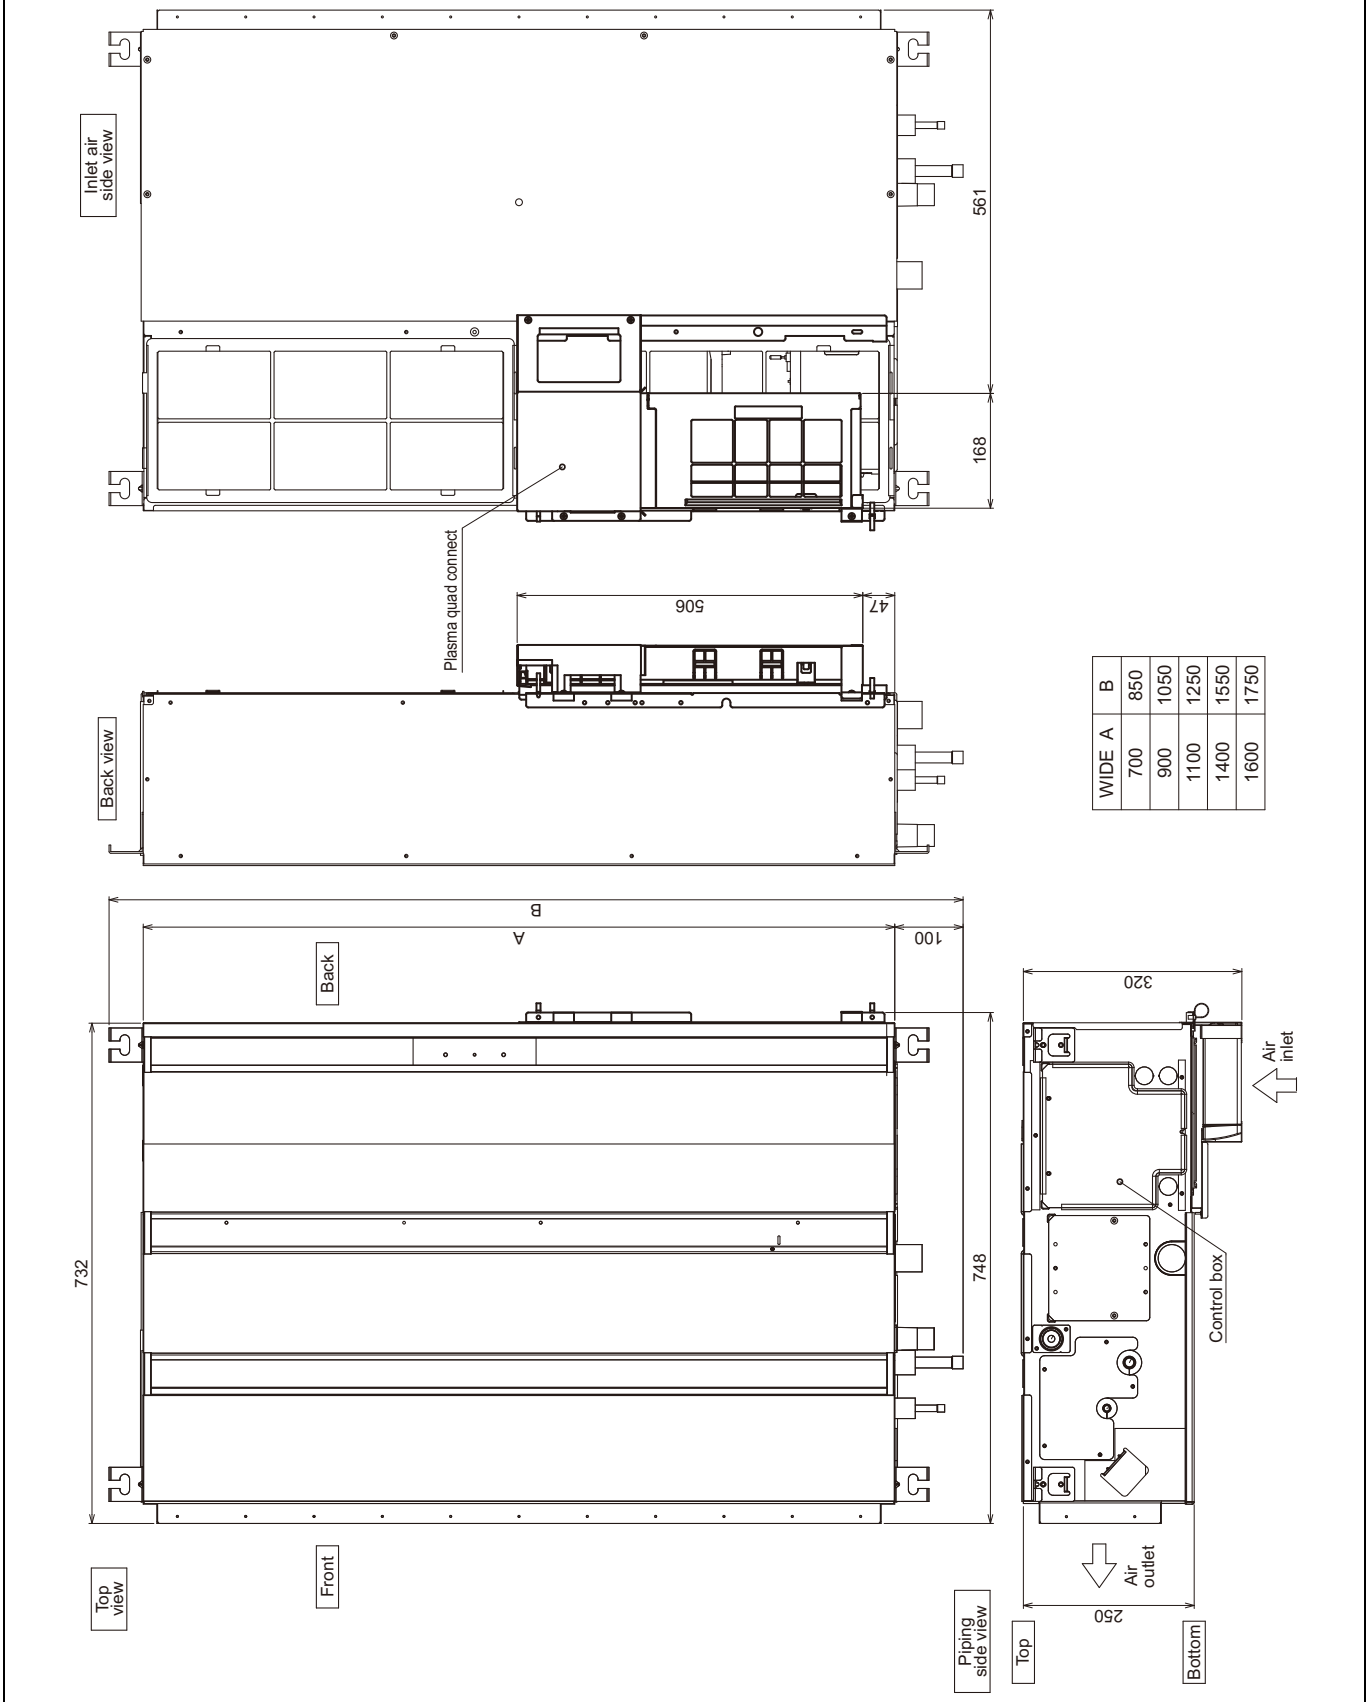 Inlet air
side view
561
168
Plasma quad connect
506
47
Back view
WIDE A B
700 850
900 1050
1100 1250
1400 1550
1600 1750
B
A
100
Back
732
748
Top
view
Front
320
Air
inlet
Control box
Air
outlet
250
Piping
side view
Top
Bottom